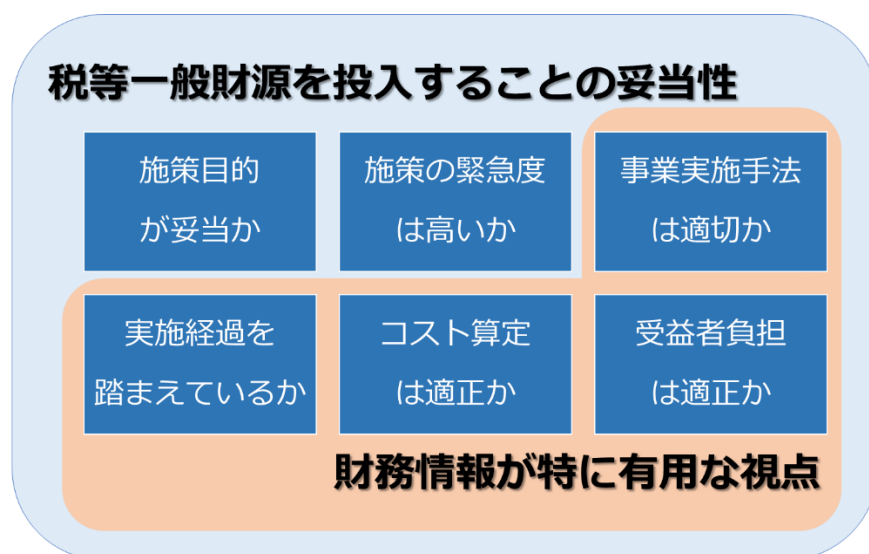 税等一般財源を投入することの妥当性
施策目的
が妥当か
施策の緊急度
は高いか
事業実施手法
は適切か
実施経過を
踏まえているか
コスト算定
は適正か
受益者負担
は適正か
財務情報が特に有用な視点